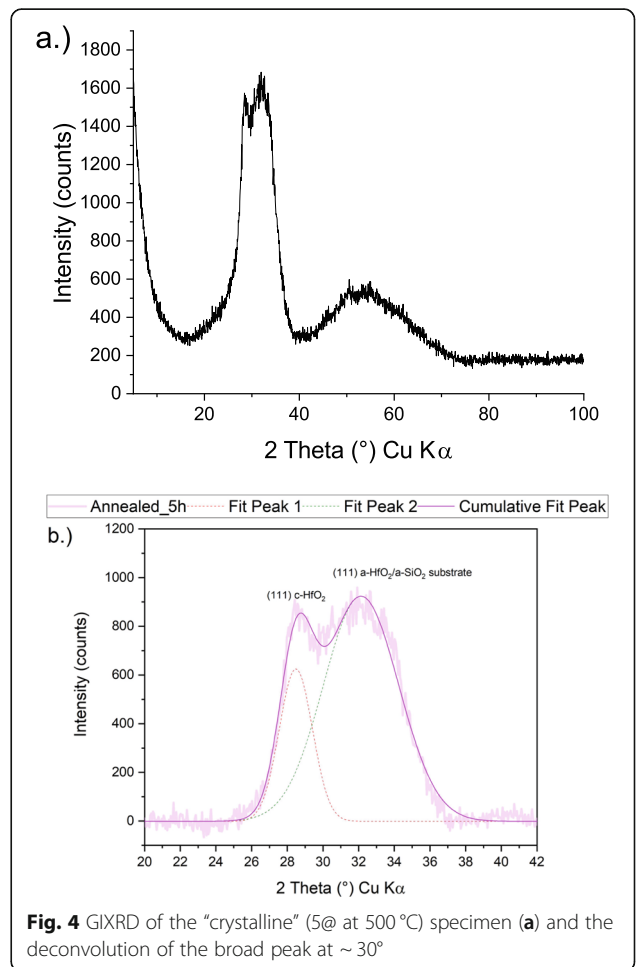 a.)
1800
1600
1400
1200
1000
800
600
400
200
0
Intensity (counts)
20 40 60 80 100
2 Theta (°) Cu Kα
Annealed_5h Fit Peak 1 Fit Peak 2 Cumulative Fit Peak
b.)
1200
1000
800
600
400
200
0
Intensity (counts)
(111) a-HfO₂/a-SiO₂ substrate
(111) c-HfO₂
20 22 24 26 28 30 32 34 36 38 40 42
2 Theta (°) Cu Kα
Fig. 4 GIXRD of the “crystalline” (5@ at 500 °C) specimen (a) and the
deconvolution of the broad peak at ~ 30°